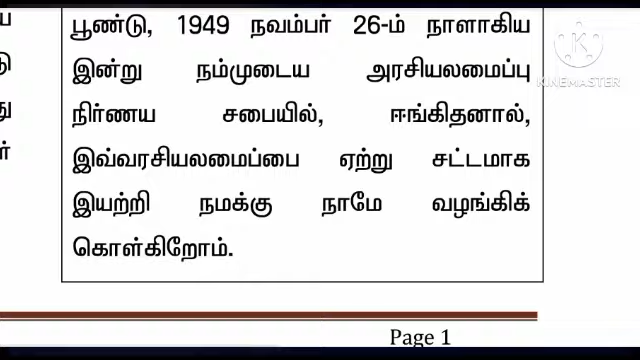 பூண்டு, 1949 நவம்பர் 26-ம் நாளாகிய
இன்று நம்முடைய அரசியலமைப்பு
நிர்ணய சபையில், ஈங்கிதனால்,
இவ்வரசியலமைப்பை ஏற்று சட்டமாக
இயற்றி நமக்கு நாமே வழங்கிக்
கொள்கிறோம்.
Page 1
KINEMASTER